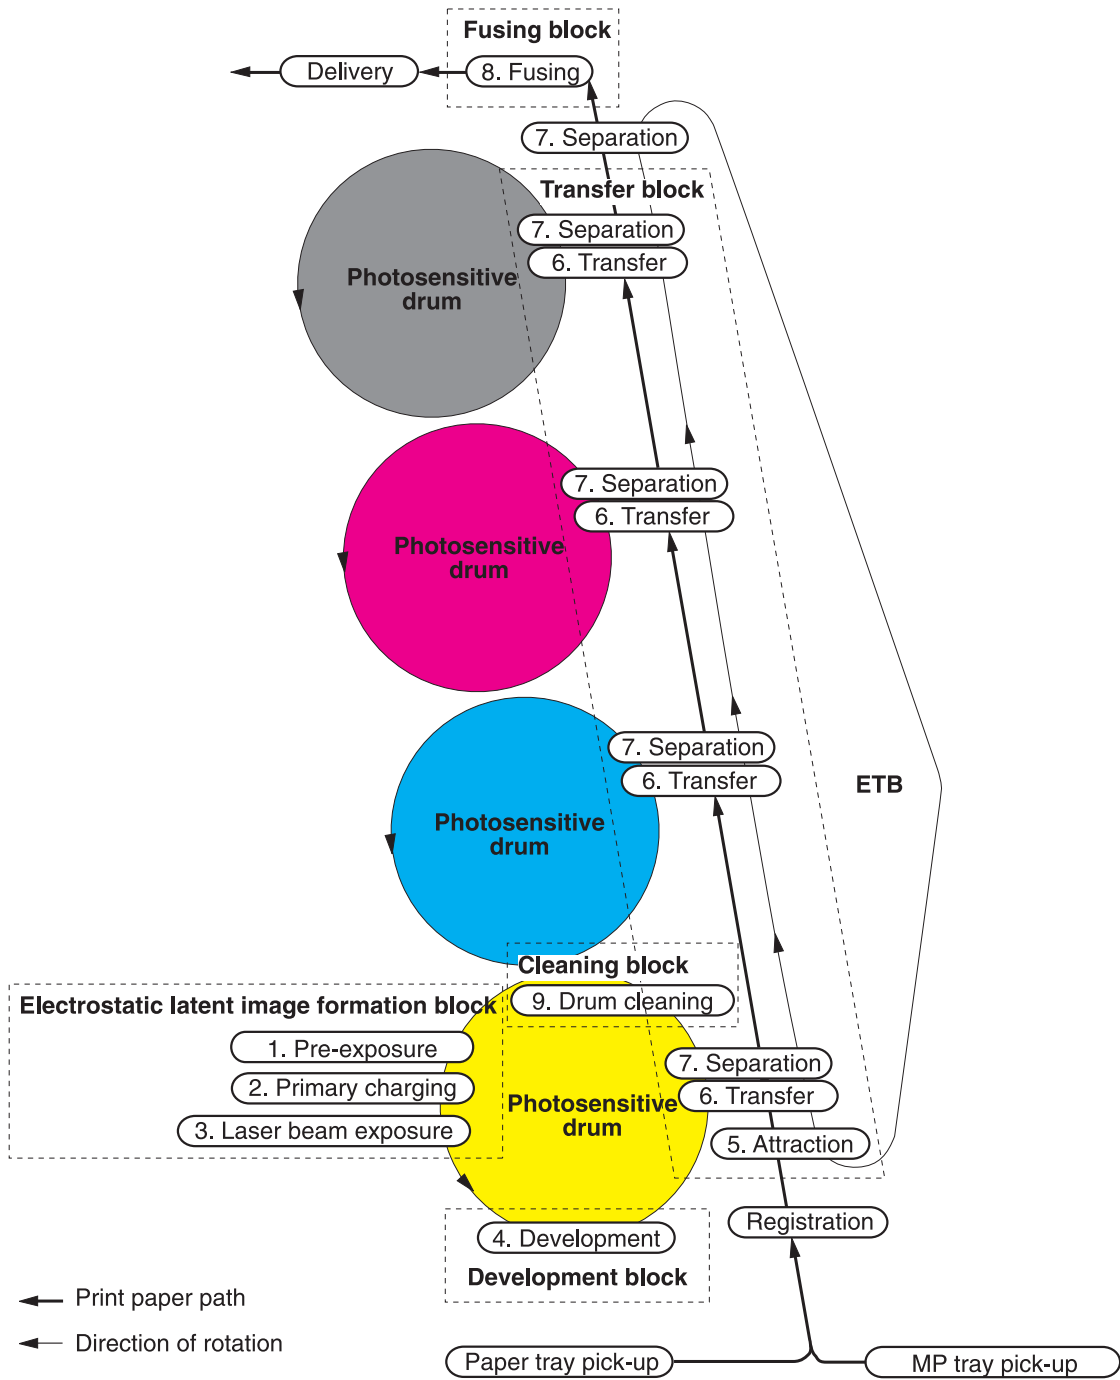 Fusing block
Delivery
8. Fusing
7. Separation
Transfer block
7. Separation
6. Transfer
Photosensitive
drum
7. Separation
6. Transfer
Photosensitive
drum
7. Separation
6. Transfer
ETB
Photosensitive
drum
Cleaning block
9. Drum cleaning
Electrostatic latent image formation block
1. Pre-exposure
2. Primary charging
3. Laser beam exposure
7. Separation
6. Transfer
Photosensitive
drum
5. Attraction
Registration
4. Development
Development block
Print paper path
Direction of rotation
Paper tray pick-up
MP tray pick-up